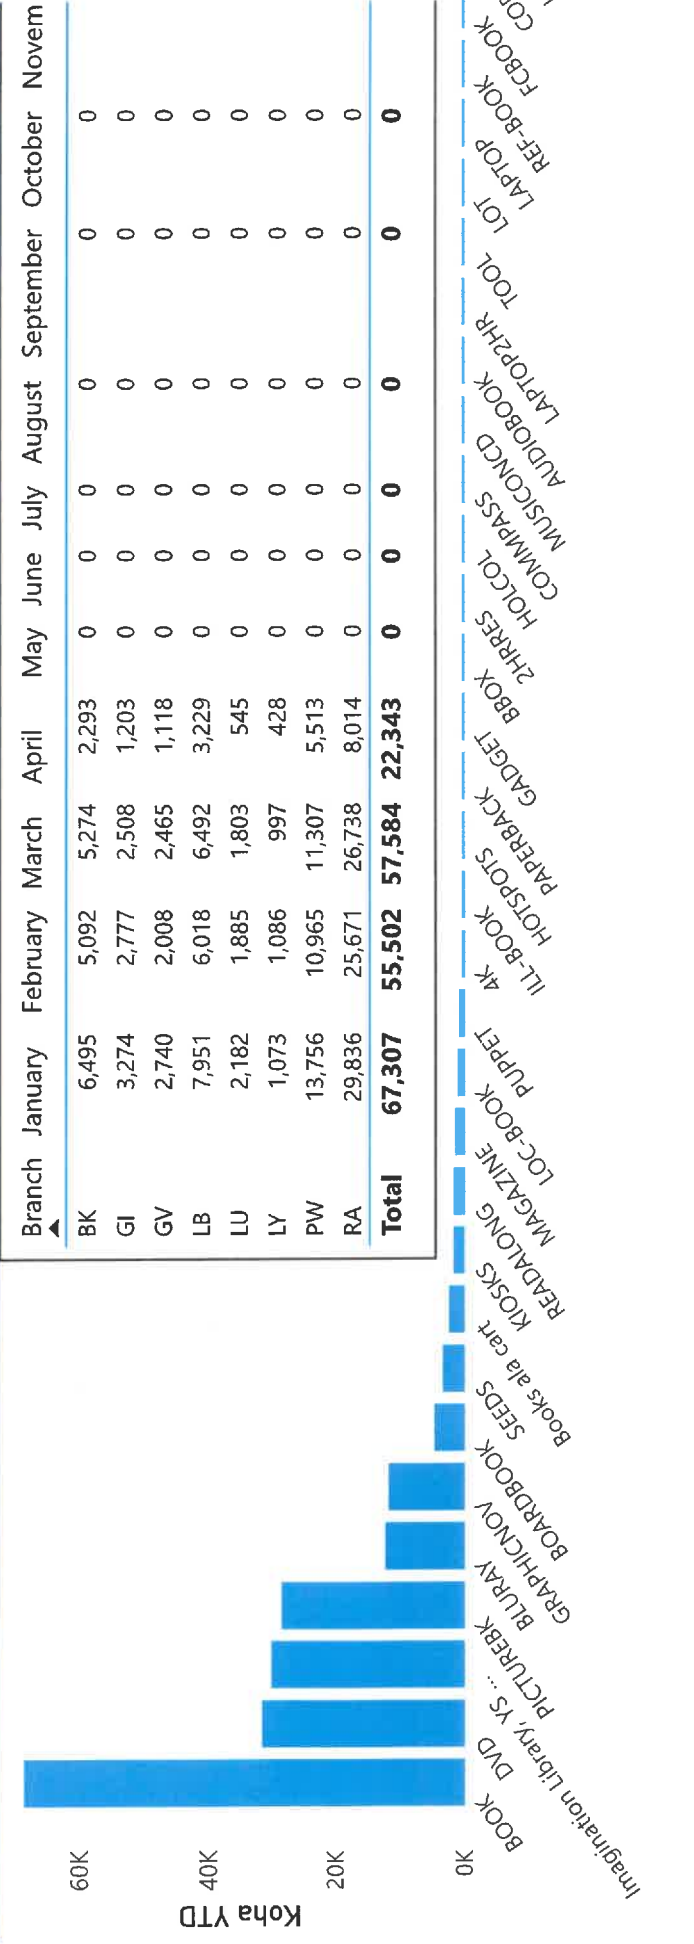 Branch January February March April May June July August September October Novem
BK 6,495 5,092 5,274 2,293 0 0 0 0 0 0
GI 3,274 2,777 2,508 1,203 0 0 0 0 0 0
GV 2,740 2,008 2,465 1,118 0 0 0 0 0 0
LB 7,951 6,018 6,492 3,229 0 0 0 0 0 0
LU 2,182 1,885 1,803 545 0 0 0 0 0 0
LY 1,073 1,086 997 428 0 0 0 0 0 0
PW 13,756 10,965 11,307 5,513 0 0 0 0 0 0
RA 29,836 25,671 26,738 8,014 0 0 0 0 0 0
Total 67,307 55,502 57,584 22,343 0 0 0 0 0 0
Koha YTD
60K
40K
20K
0K
BOOK
DVD
Imagination Library, YS ...
PICTUREBK
BLURAY
GRAPHICNOV
BOARDBOOK
SEEDS
Books ala cart
KIOSKS
READALONG
MAGAZINE
LOC-BOOK
PUPPET
4K
ILL-BOOK
HOTSPOTS
PAPERBACK
GADGET
BBOX
2HRRES
HOLCOL
COMMPASS
MUSICONCD
AUDIOBOOK
LAPTOP2HR
TOOL
LOT
LAPTOP
REF-BOOK
FCBOOK